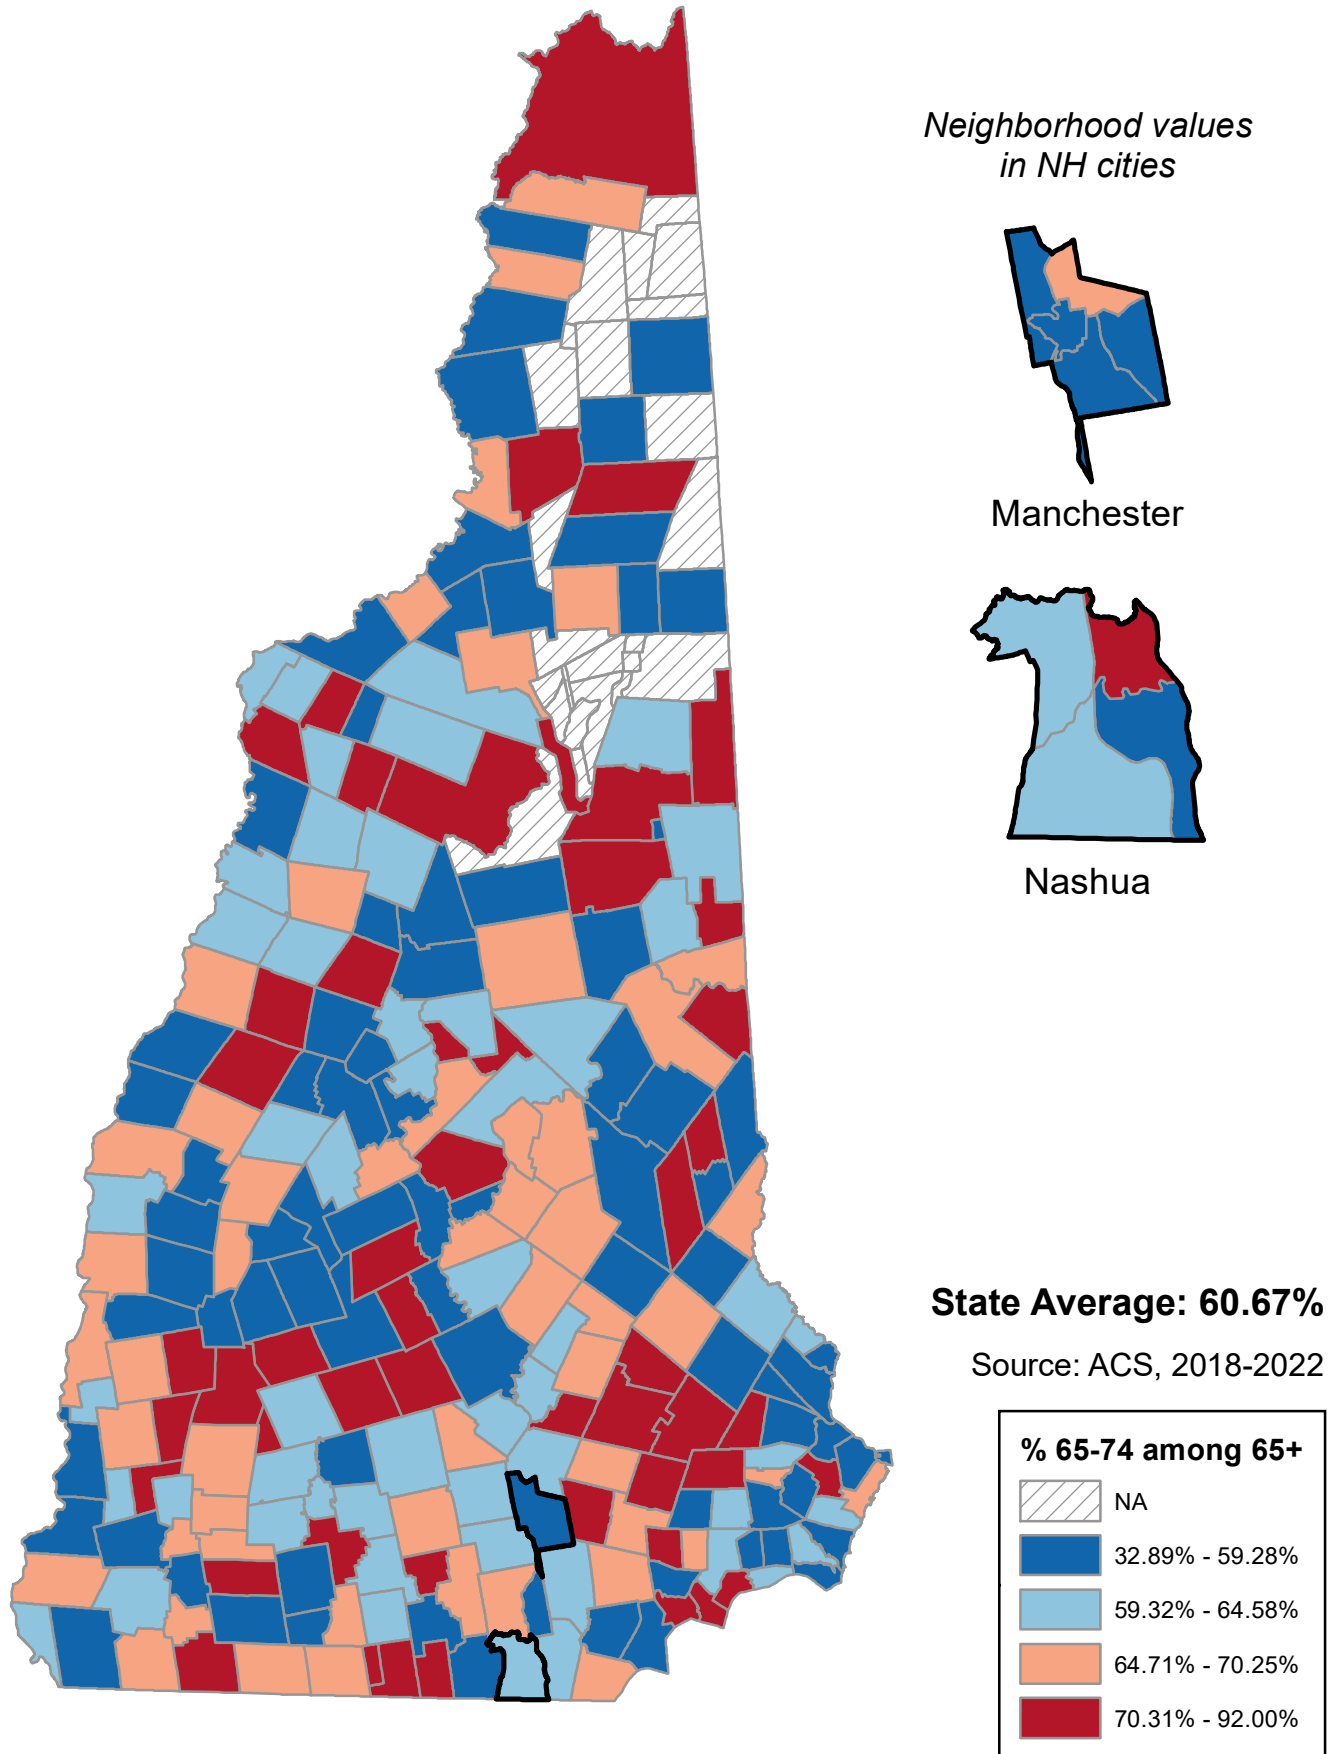 Neighborhood values
in NH cities
Manchester
Nashua
State Average: 60.67%
Source: ACS, 2018-2022
% 65-74 among 65+
NA
32.89% - 59.28%
59.32% - 64.58%
64.71% - 70.25%
70.31% - 92.00%